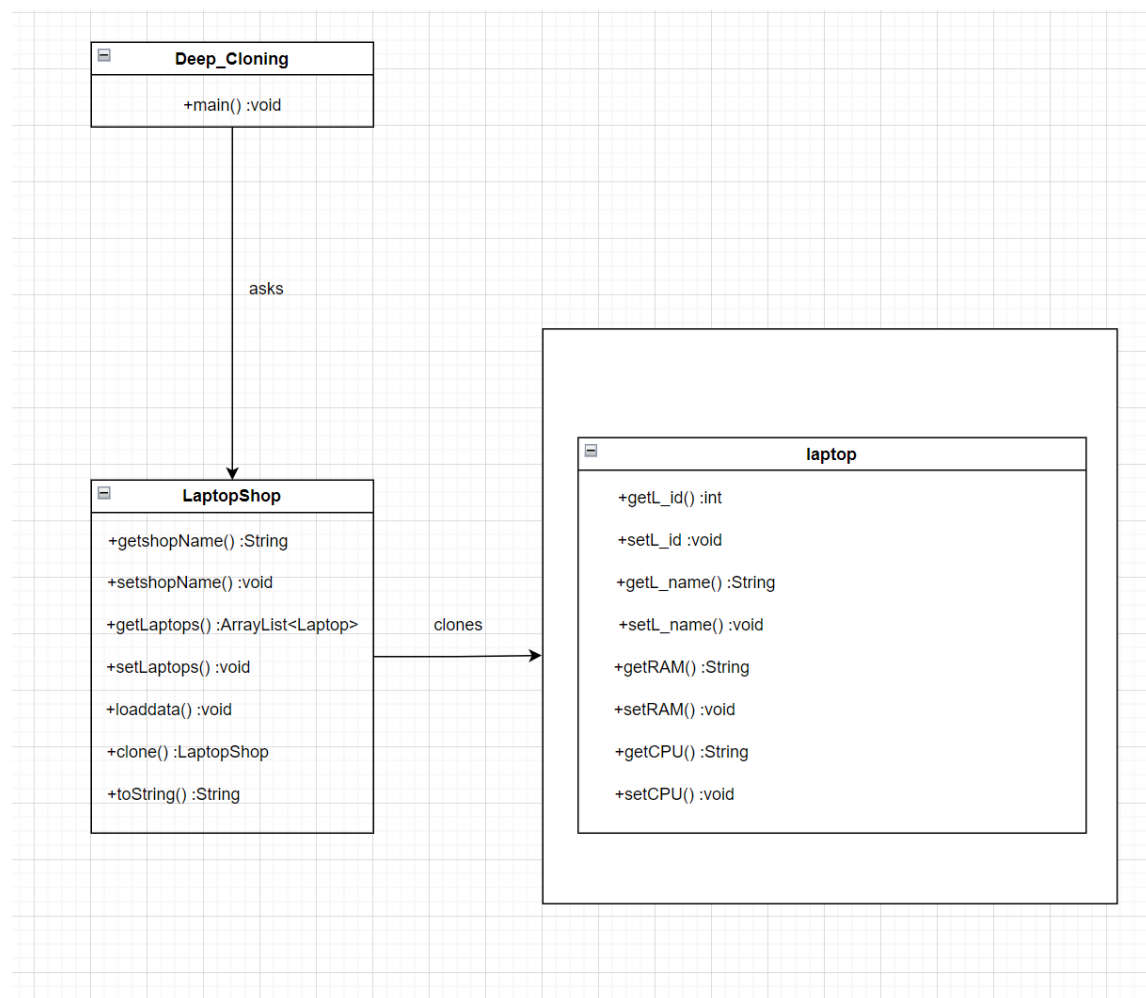 Deep_Cloning
+main() :void
asks
LaptopShop
+getshopName() :String
+setshopName() :void
+getLaptops() :ArrayList<Laptop>
+setLaptops() :void
+loaddata() :void
+clone() :LaptopShop
+toString() :String
clones
laptop
+getL_id() :int
+setL_id :void
+getL_name() :String
+setL_name() :void
+getRAM() :String
+setRAM() :void
+getCPU() :String
+setCPU() :void